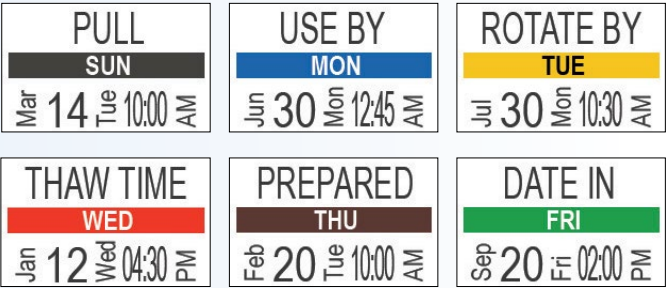 PULL
SUN
Mar 14 Tue 10:00 AM
USE BY
MON
Jun 30 Mon 12:45 AM
ROTATE BY
TUE
Jul 30 Mon 10:30 AM
THAW TIME
WED
Jan 12 Wed 04:30 PM
PREPARED
THU
Feb 20 Tue 10:00 AM
DATE IN
FRI
Sep 20 Fri 02:00 PM